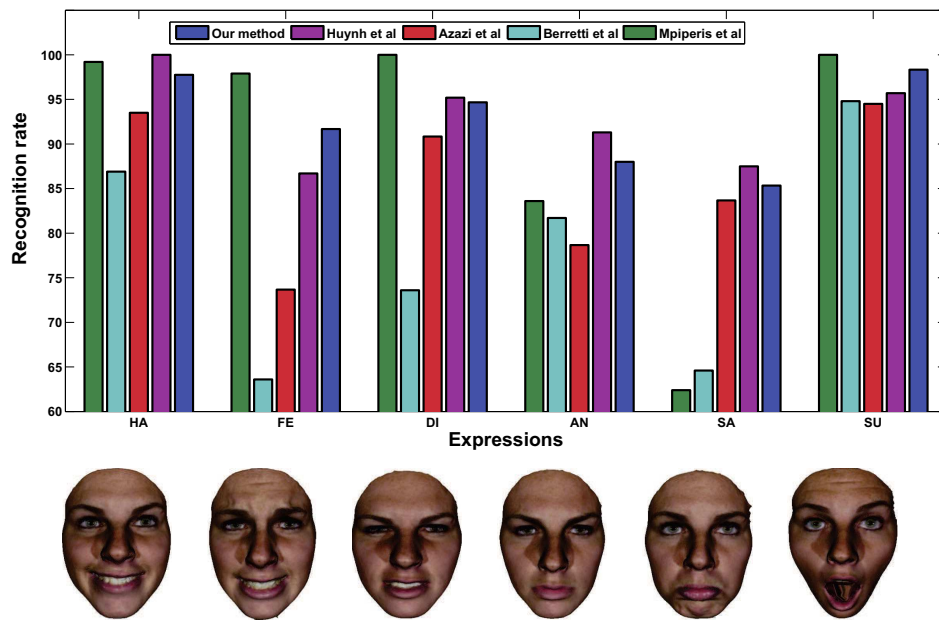 Our method Huynh et al Azazi et al Berretti et al Mpiperis et al
100
95
90
85
80
75
70
65
60
Recognition rate
HA FE DI AN SA SU
Expressions